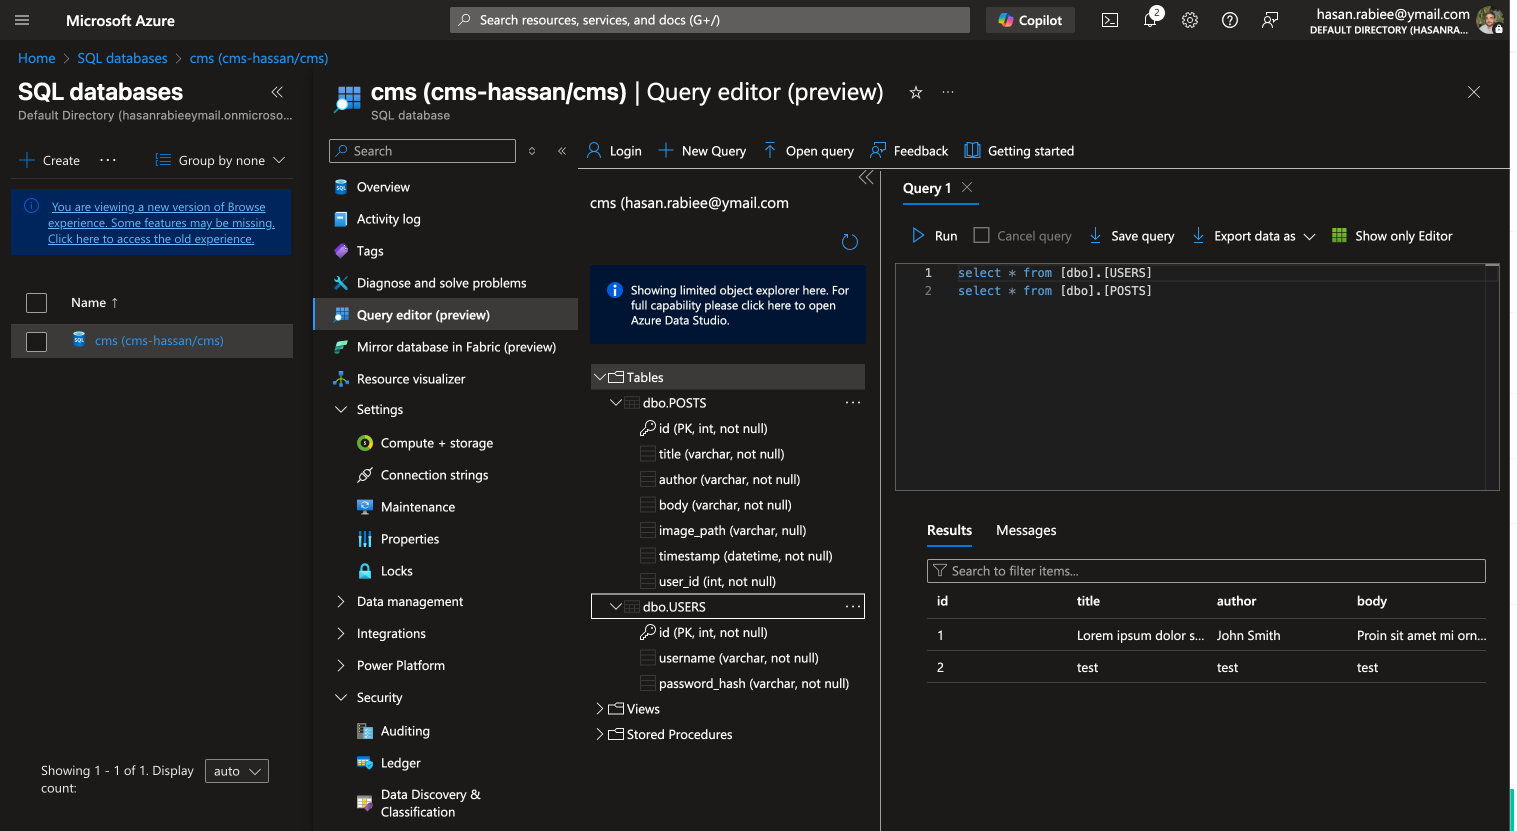 Microsoft Azure
Search resources, services, and docs (G+/)
Copilot
2
hasan.rabiee@ymail.com
DEFAULT DIRECTORY (HASANRA...
Home > SQL databases > cms (cms-hassan/cms)
SQL databases
Default Directory (hasanrabieeymail.onmicroso...
Create
Group by none
You are viewing a new version of Browse
experience. Some features may be missing.
Click here to access the old experience.
Name ↑
cms (cms-hassan/cms)
Showing 1 - 1 of 1. Display
count:
auto
cms (cms-hassan/cms) | Query editor (preview)
SQL database
Search
Overview
Activity log
Tags
Diagnose and solve problems
Query editor (preview)
Mirror database in Fabric (preview)
Resource visualizer
Settings
Compute + storage
Connection strings
Maintenance
Properties
Locks
Data management
Integrations
Power Platform
Security
Auditing
Ledger
Data Discovery &
Classification
Login
New Query
Open query
Feedback
Getting started
cms (hasan.rabiee@ymail.com
Showing limited object explorer here. For
full capability please click here to open
Azure Data Studio.
Tables
dbo.POSTS
id (PK, int, not null)
title (varchar, not null)
author (varchar, not null)
body (varchar, not null)
image_path (varchar, null)
timestamp (datetime, not null)
user_id (int, not null)
dbo.USERS
id (PK, int, not null)
username (varchar, not null)
password_hash (varchar, not null)
Views
Stored Procedures
Query 1
Run
Cancel query
Save query
Export data as
Show only Editor
1 select * from [dbo].[USERS]
2 select * from [dbo].[POSTS]
Results
Messages
Search to filter items...
id title author body
1 Lorem ipsum dolor s... John Smith Proin sit amet mi orn...
2 test test test